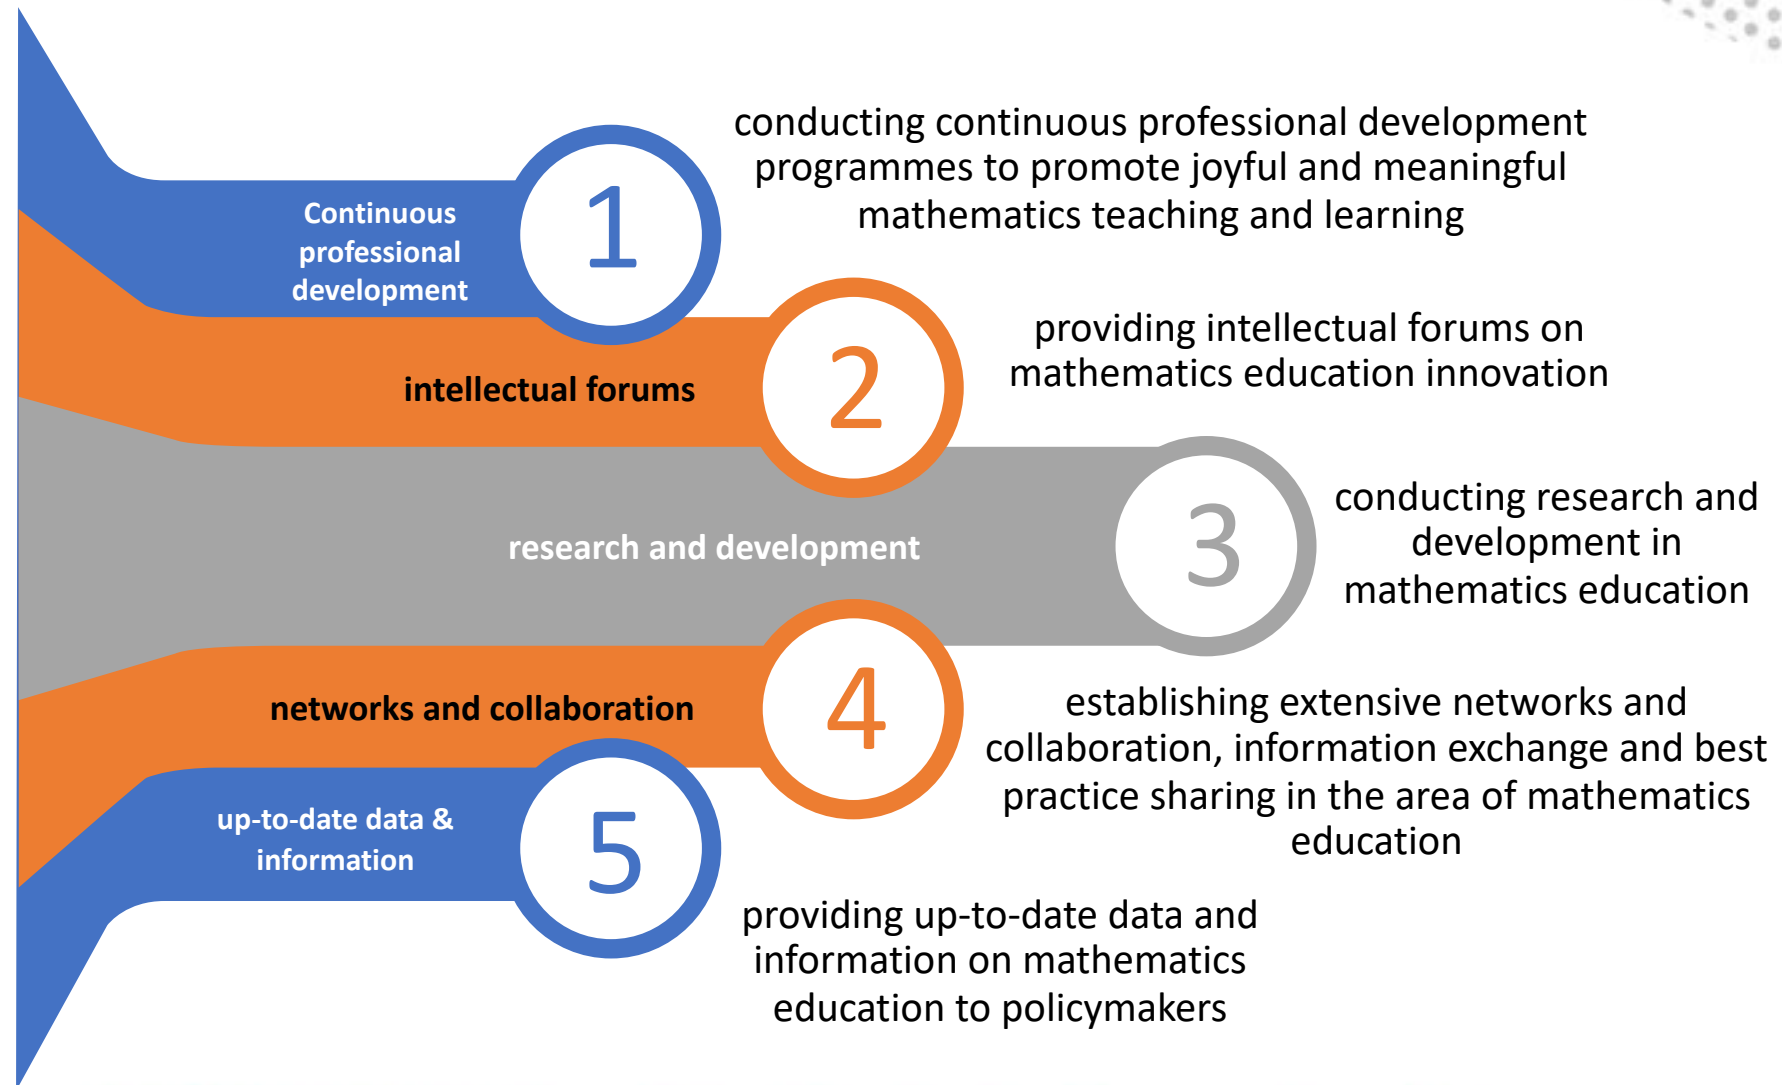 Continuous
professional
development
1
conducting continuous professional development
programmes to promote joyful and meaningful
mathematics teaching and learning
intellectual forums
2
providing intellectual forums on
mathematics education innovation
research and development
3
conducting research and
development in
mathematics education
networks and collaboration
4
establishing extensive networks and
collaboration, information exchange and best
practice sharing in the area of mathematics
education
up-to-date data &
information
5
providing up-to-date data and
information on mathematics
education to policymakers